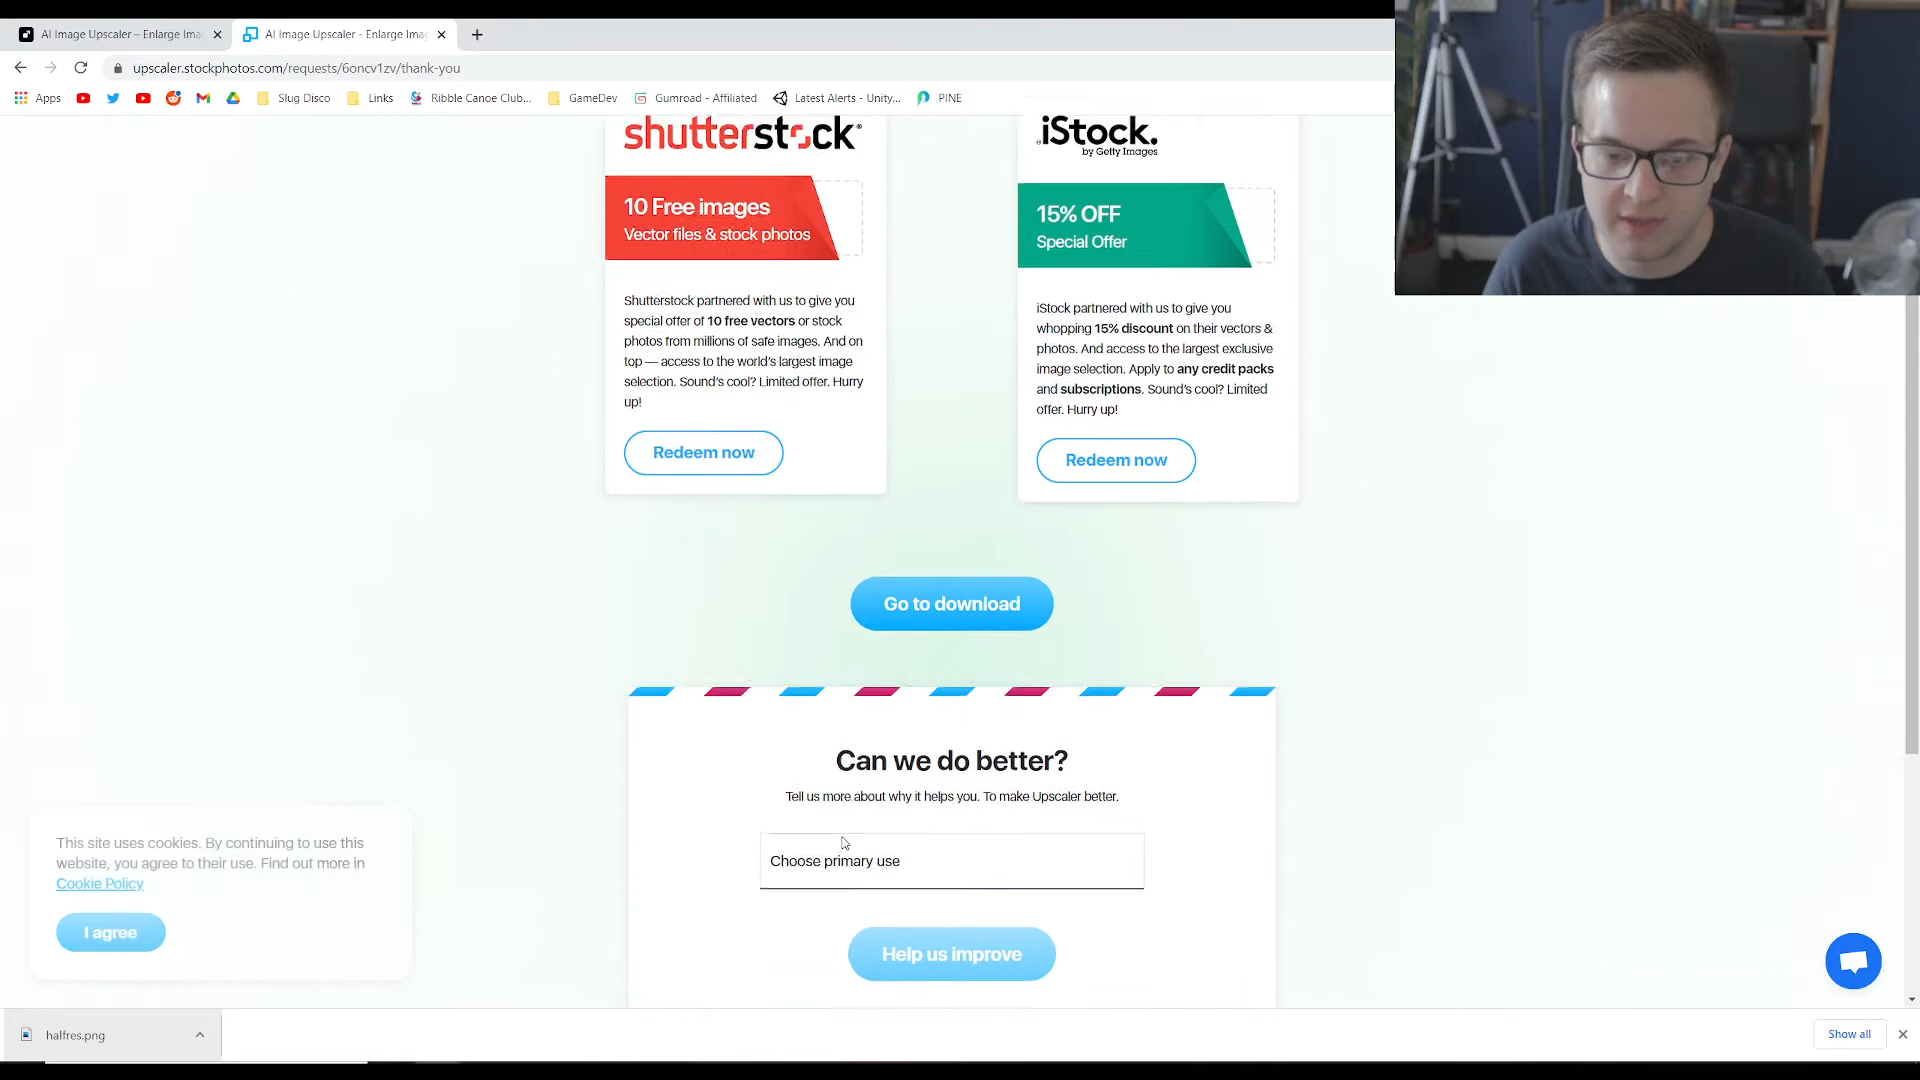 AI Image Upscaler – Enlarge Ima
AI Image Upscaler - Enlarge Imag
upscaler.stockphotos.com/requests/6oncv1zv/thank-you
Apps
Slug Disco
Links
Ribble Canoe Club...
GameDev
Gumroad - Affiliated
Latest Alerts - Unity...
PINE
shutterstock
10 Free images
Vector files & stock photos
Shutterstock partnered with us to give you
special offer of 10 free vectors or stock
photos from millions of safe images. And on
top — access to the world's largest image
selection. Sound's cool? Limited offer. Hurry
up!
Redeem now
iStock.
by Getty Images
15% OFF
Special Offer
iStock partnered with us to give you
whopping 15% discount on their vectors &
photos. And access to the largest exclusive
image selection. Apply to any credit packs
and subscriptions. Sound's cool? Limited
offer. Hurry up!
Redeem now
Go to download
Can we do better?
Tell us more about why it helps you. To make Upscaler better.
Choose primary use
Help us improve
This site uses cookies. By continuing to use this
website, you agree to their use. Find out more in
Cookie Policy
I agree
halfres.png
Show all